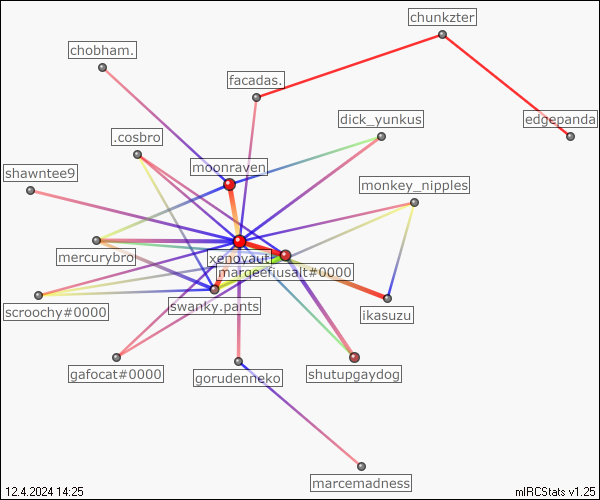 chunkzter
chobham.
facadas.
edgepanda
dick_yunkus
.cosbro
moonraven
shawntee9
monkey_nipples
mercurybro
xenovaut
margeefiusalt#0000
swanky.pants
scroochy#0000
ikasuzu
gafocat#0000
gorudenneko
shutupgaydog
marcemadness
12.4.2024 14:25
mIRCStats v1.25